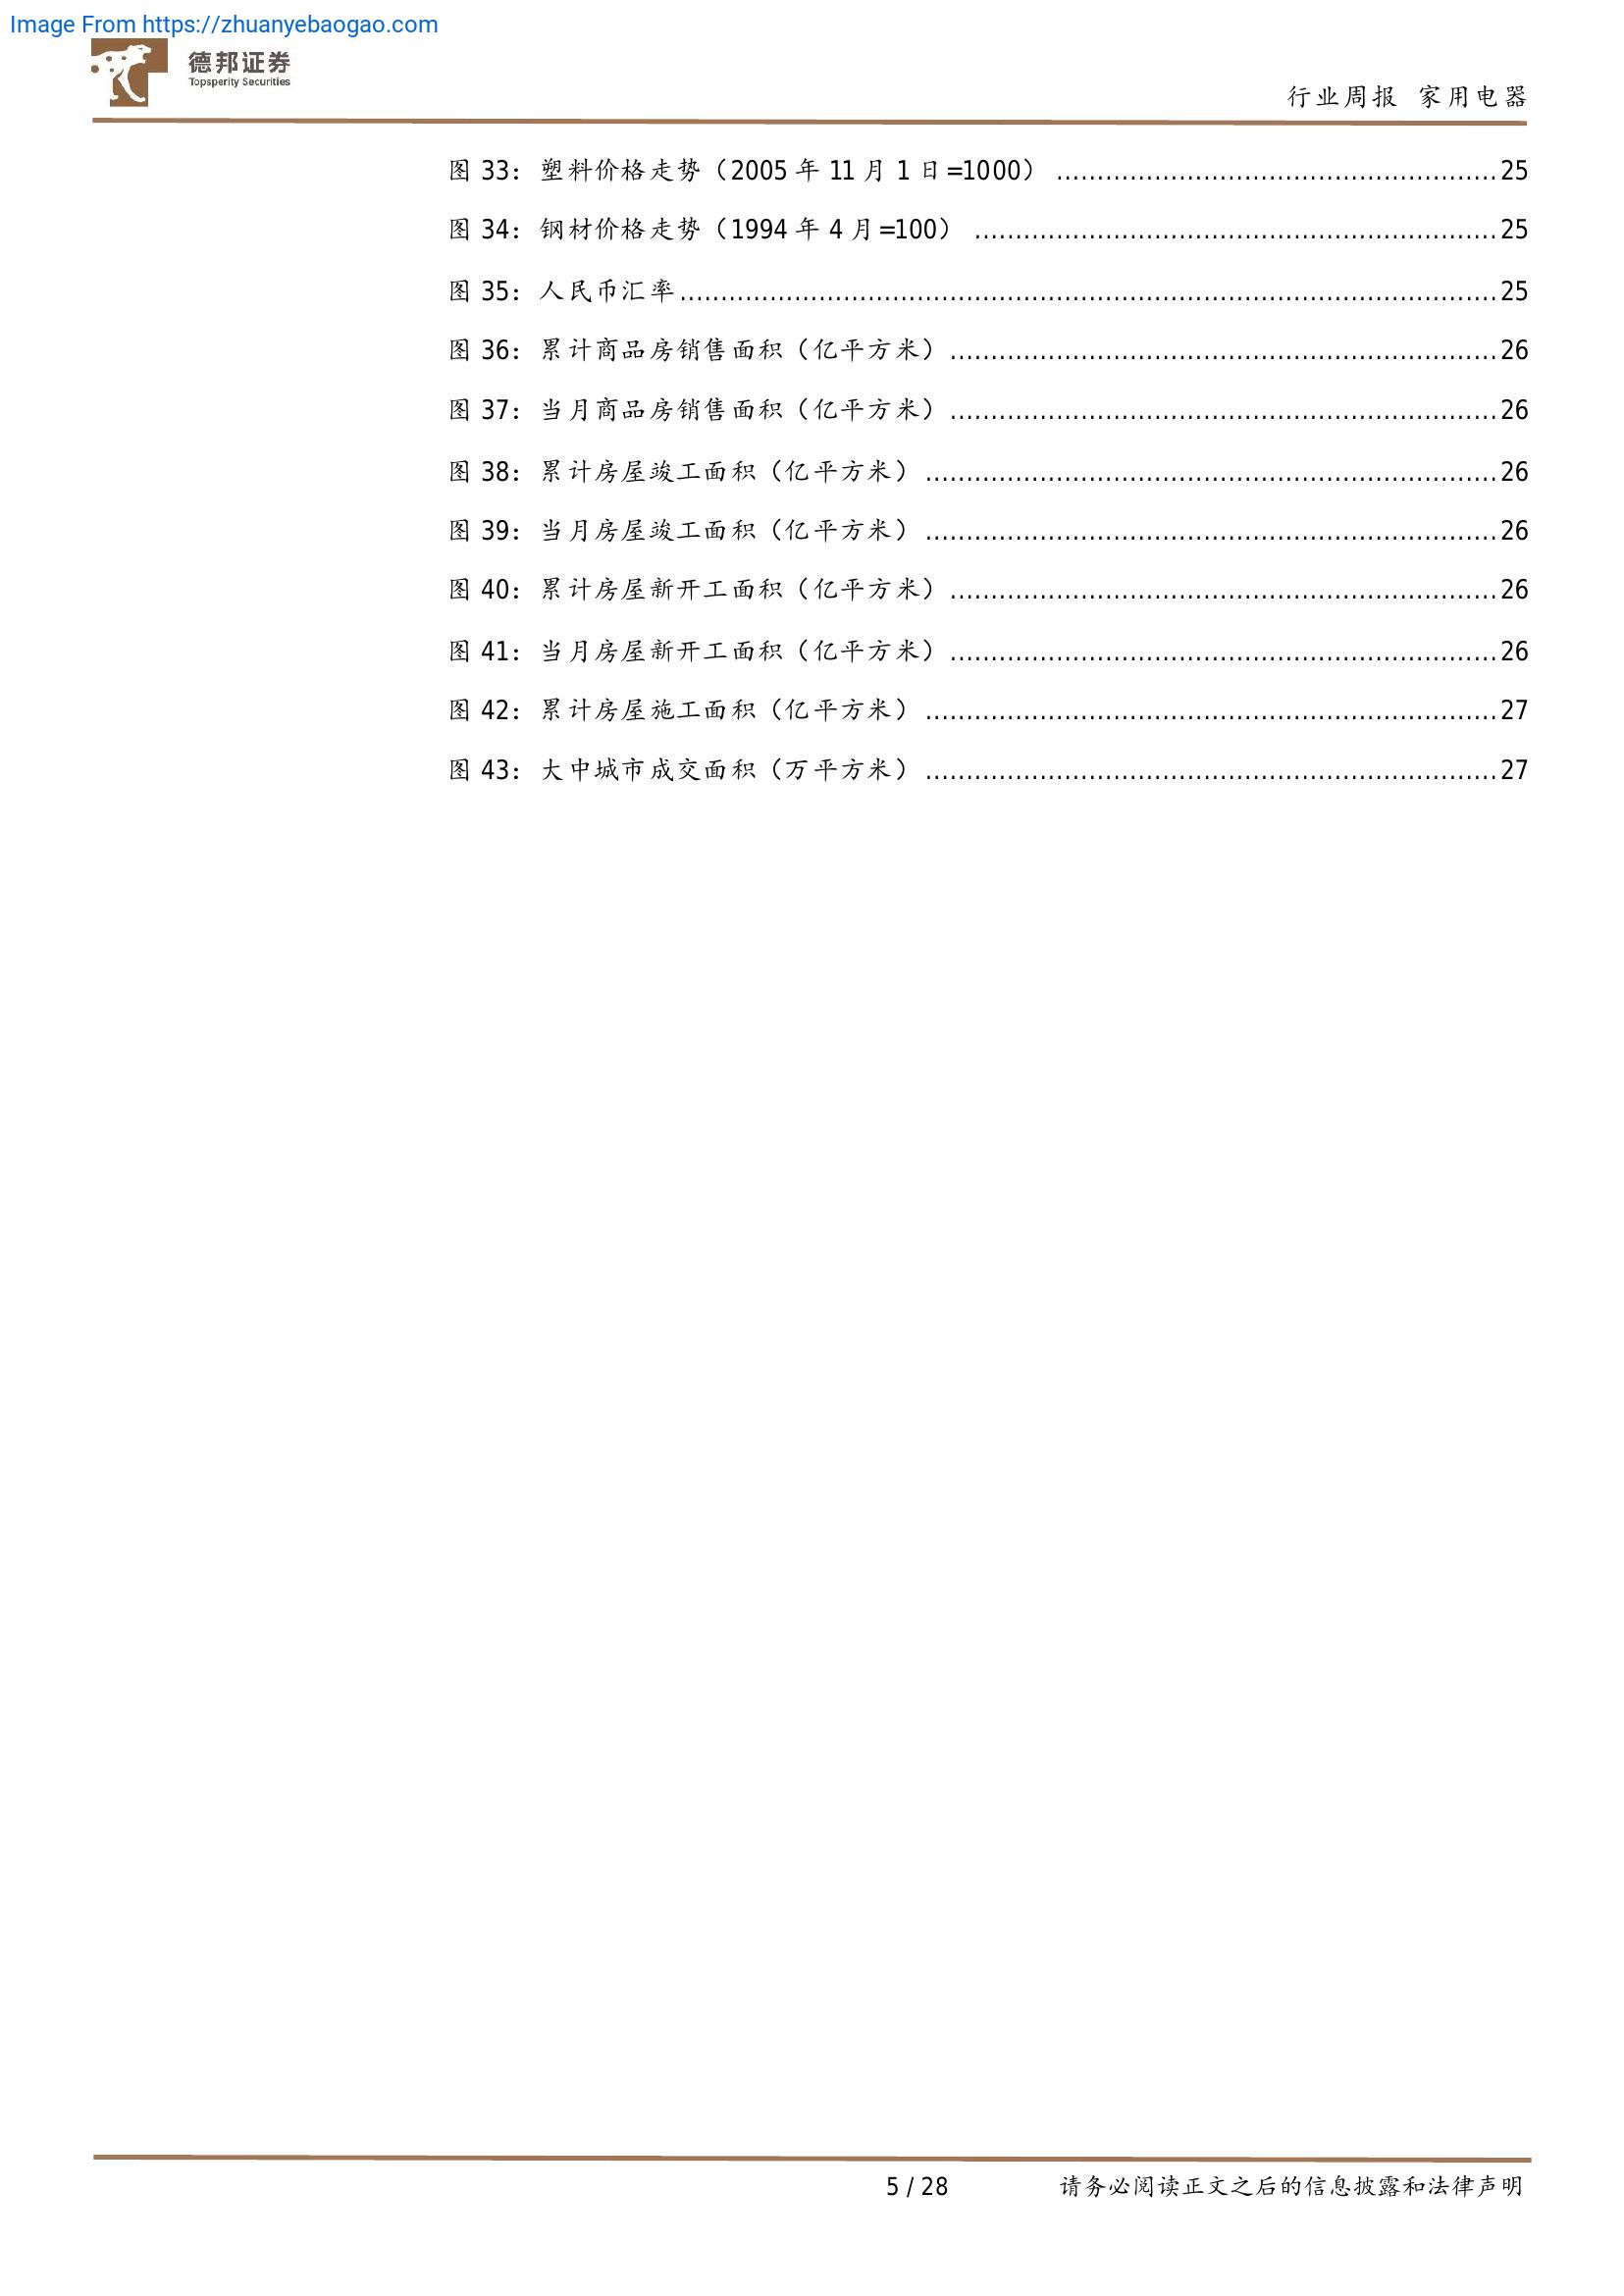 Image From https://zhuanyebaogao.com
德邦证券
Topsperity Securities
行业周报 家用电器
图 33：塑料价格走势（2005 年 11 月 1 日=1000） ......................................................25
图 34：钢材价格走势（1994 年 4 月=100） ................................................................25
图 35：人民币汇率....................................................................................................25
图 36：累计商品房销售面积（亿平方米）...................................................................26
图 37：当月商品房销售面积（亿平方米）...................................................................26
图 38：累计房屋竣工面积（亿平方米）......................................................................26
图 39：当月房屋竣工面积（亿平方米）......................................................................26
图 40：累计房屋新开工面积（亿平方米）...................................................................26
图 41：当月房屋新开工面积（亿平方米）...................................................................26
图 42：累计房屋施工面积（亿平方米）......................................................................27
图 43：大中城市成交面积（万平方米）......................................................................27
5 / 28 请务必阅读正文之后的信息披露和法律声明